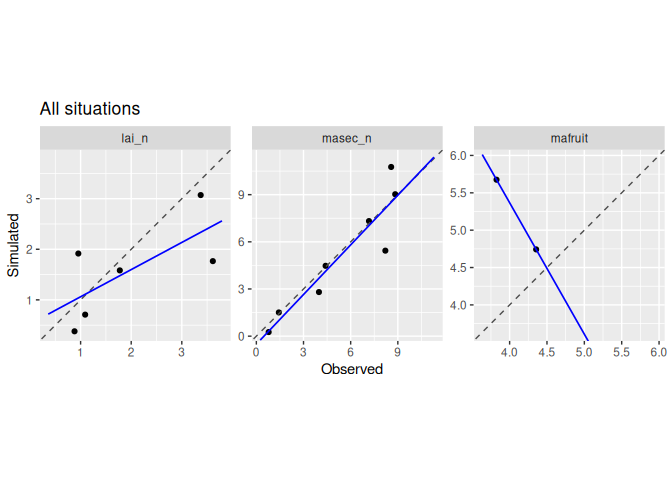 All situations
lai_n masec_n mafruit
Simulated
3
2
1
9
6
3
0
6.0
5.5
5.0
4.5
4.0
1 2 3
0 3 6 9
4.0 4.5 5.0 5.5 6.0
Observed